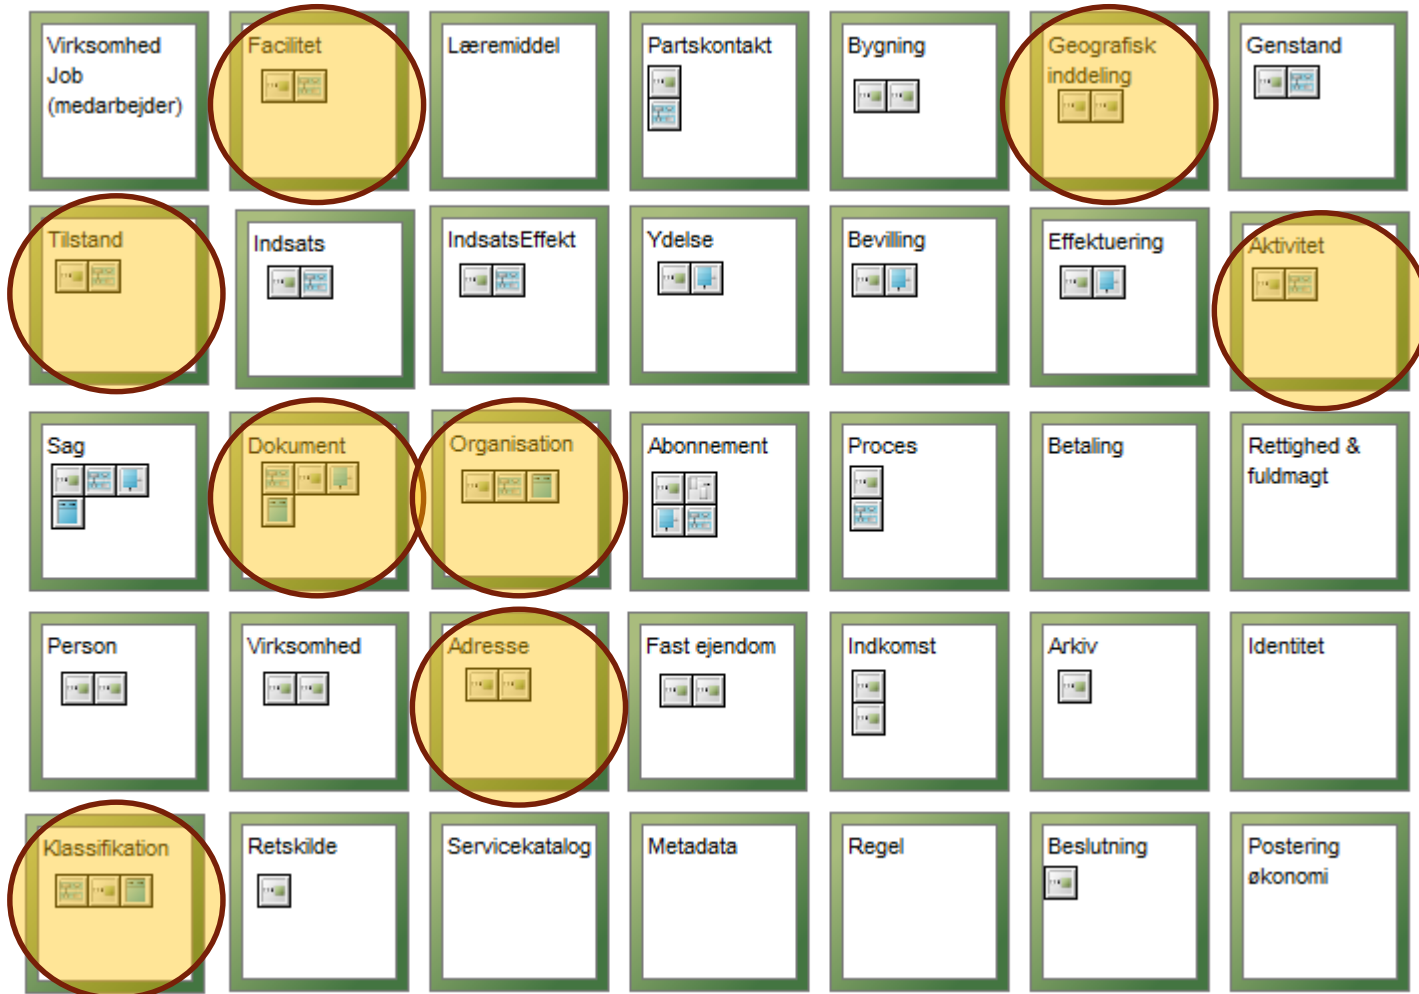 Virksomhed
Job
(medarbejder)
Facilitet
Læremiddel
Partskontakt
Bygning
Geografisk
inddeling
Genstand
Tilstand
Indsats
IndsatsEffekt
Ydelse
Bevilling
Effektuering
Aktivitet
Sag
Dokument
Organisation
Abonnement
Proces
Betaling
Rettighed &
fuldmagt
Person
Virksomhed
Adresse
Fast ejendom
Indkomst
Arkiv
Identitet
Klassifikation
Retskilde
Servicekatalog
Metadata
Regel
Beslutning
Postering
økonomi